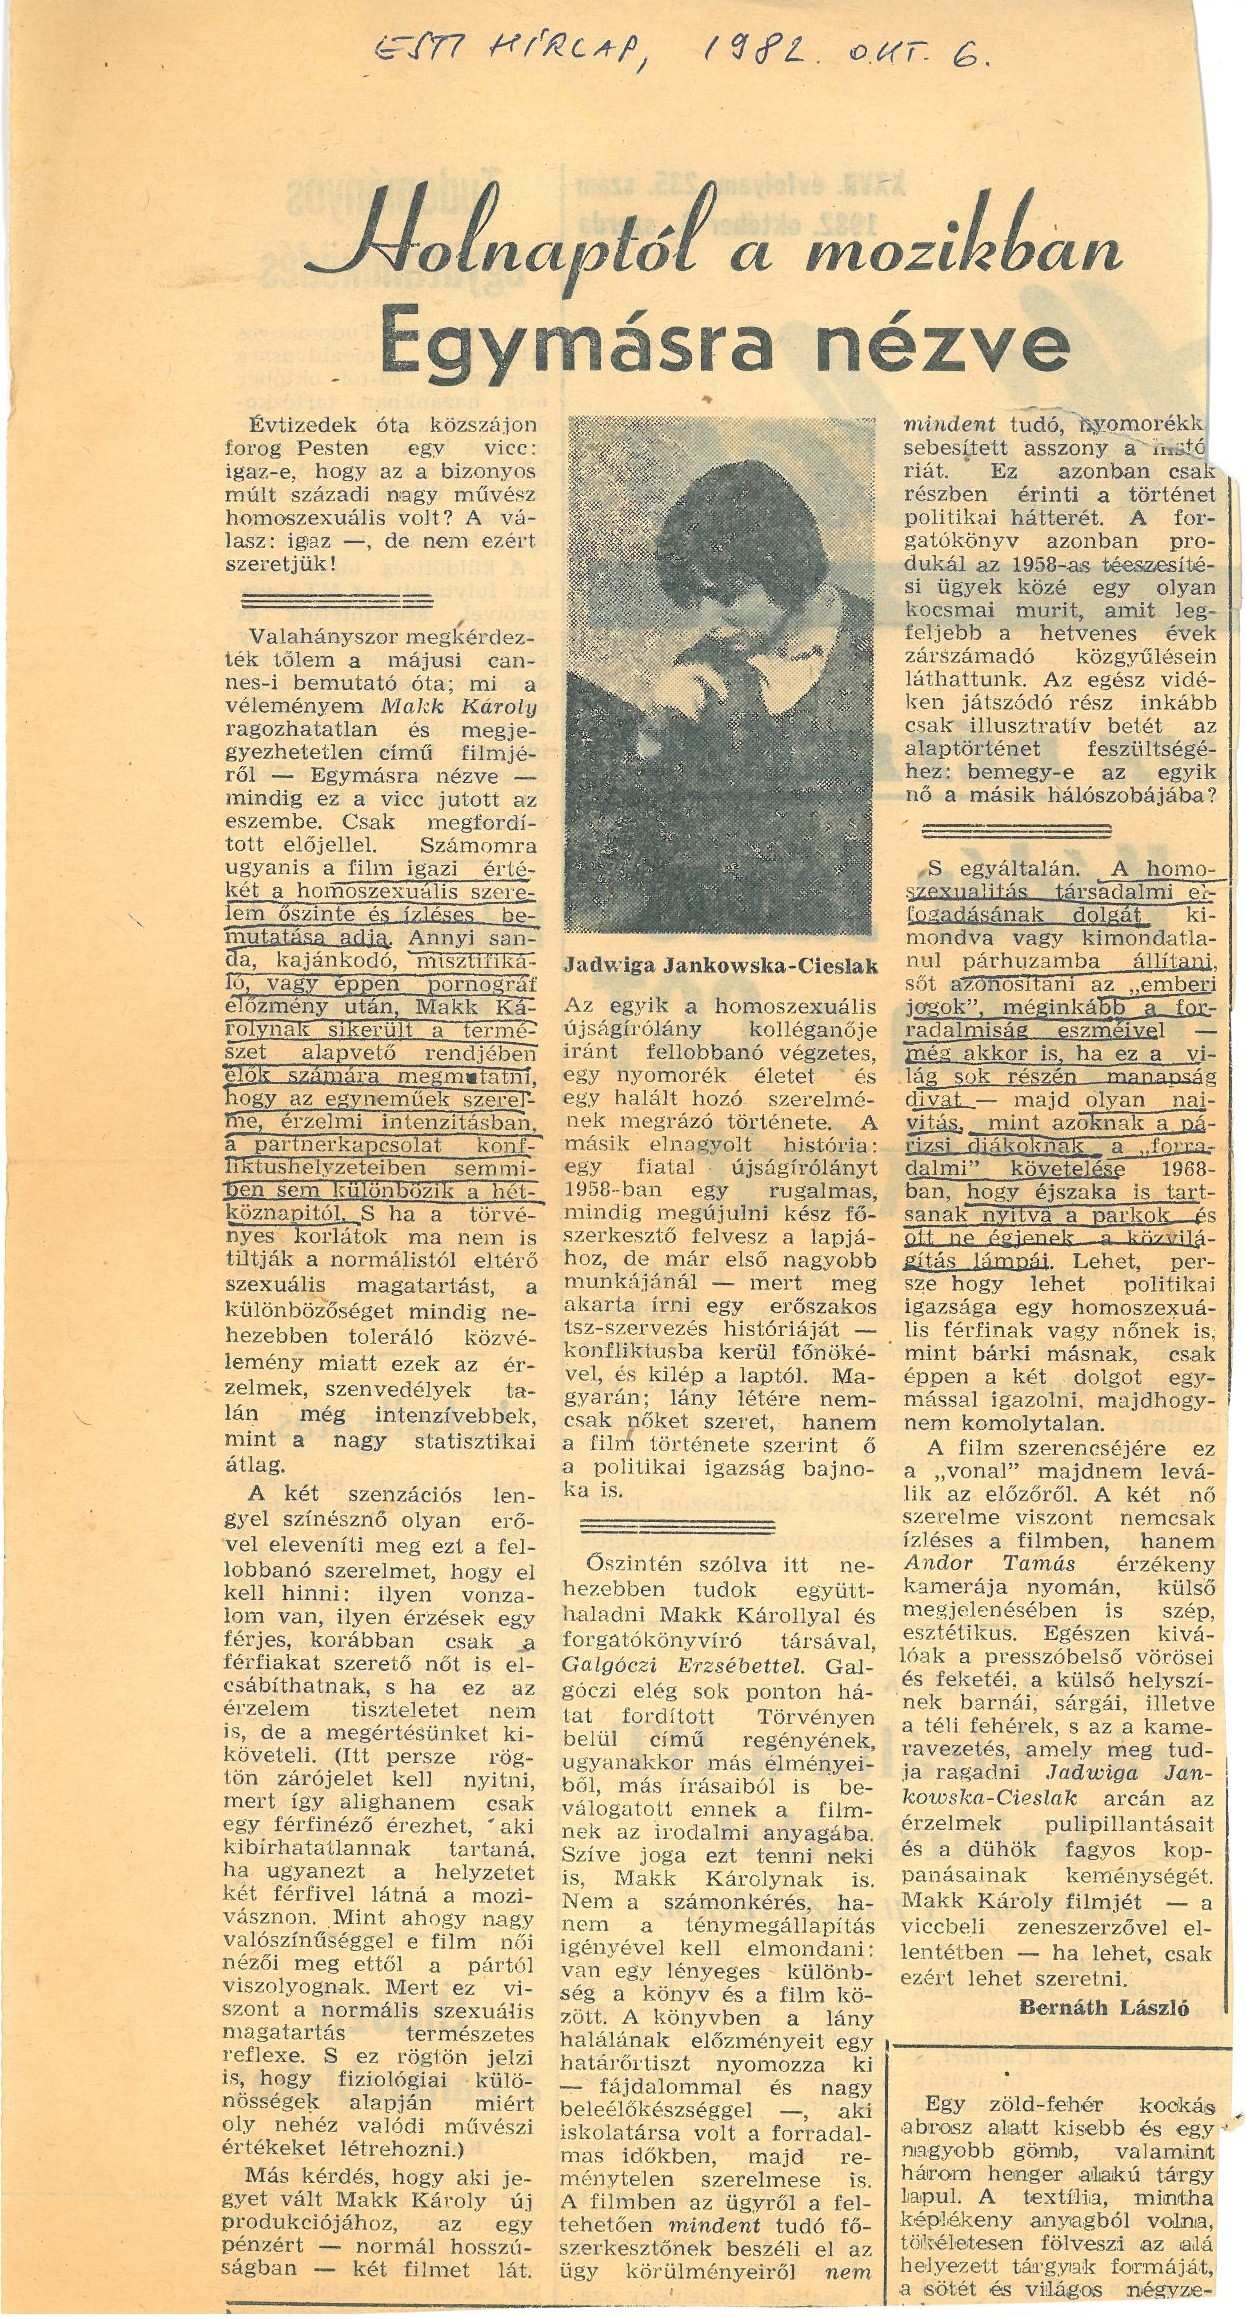 ESTI HÍRLAP, 1982. OKT. 6.
Holnaptól a mozikban
Egymásra nézve
Évtizedek óta közszájon
forog Pesten egy vicc:
igaz-e, hogy az a bizonyos
múlt századi nagy művész
homoszexuális volt? A vá-
lasz: igaz —, de nem ezért
szeretjük!
Valahányszor megkérdez-
ték tőlem a májusi can-
nes-i bemutató óta; mi a
véleményem Makk Károly
ragozhatatlan és megje-
gyezhetetlen című filmjé-
ről — Egymásra nézve —
mindig ez a vicc jutott az
eszembe. Csak megfordí-
tott előjellel. Számomra
ugyanis a film igazi érté-
két a homoszexuális szere-
lem őszinte és ízléses be-
mutatása adja. Annyi san-
da, kajánkodó, misztifiká-
ló, vagy éppen pornográf
előzmény után, Makk Ká-
rolynak sikerült a termé-
szet alapvető rendjében
élők számára megmutatni,
hogy az egyneműek szerel-
me, érzelmi intenzitásban,
a partnerkapcsolat konf-
liktushelyzeteiben semmi-
ben sem különbözik a hét-
köznapitól. S ha a törvé-
nyes korlátok ma nem is
tiltják a normálistól eltérő
szexuális magatartást, a
különbözőséget mindig ne-
hezebben toleráló közvé-
lemény miatt ezek az ér-
zelmek, szenvedélyek ta-
lán még intenzívebbek,
mint a nagy statisztikai
átlag.
A két szenzációs len-
gyel színésznő olyan erő-
vel eleveníti meg ezt a fel-
lobbanó szerelmet, hogy el
kell hinni: ilyen vonza-
lom van, ilyen érzések egy
férjes, korábban csak a
férfiakat szerető nőt is el-
csábíthatnak, s ha ez az
érzelem tiszteletet nem
is, de a megértésünket ki-
követeli. (Itt persze rög-
tön zárójelet kell nyitni,
mert így alighanem csak
egy férfinéző érezhet, aki
kibírhatatlannak tartaná,
ha ugyanezt a helyzetet
két férfivel látná a mozi-
vásznon. Mint ahogy nagy
valószínűséggel e film női
nézői meg ettől a pártól
viszolyognak. Mert ez vi-
szont a normális szexuális
magatartás természetes
reflexe. S ez rögtön jelzi
is, hogy fiziológiai külö-
nösségek alapján miért
oly nehéz valódi művészi
értékeket létrehozni.)
Más kérdés, hogy aki je-
gyet vált Makk Károly új
produkciójához, az egy
pénzért — normál hosszú-
ságban — két filmet lát.
Jadwiga Jankowska-Cieslak
Az egyik a homoszexuális
újságírólány kolléganője
iránt fellobbanó végzetes,
egy nyomorék életet és
egy halált hozó szerelmé-
nek megrázó története. A
másik elnagyolt história:
egy fiatal újságírólányt
1958-ban egy rugalmas,
mindig megújulni kész fő-
szerkesztő felvesz a lapjá-
hoz, de már első nagyobb
munkájánál — mert meg
akarta írni egy erőszakos
tsz-szervezés históriáját —
konfliktusba kerül főnöké-
vel, és kilép a laptól. Ma-
gyarán; lány létére nem-
csak nőket szeret, hanem
a film története szerint ő
a politikai igazság bajno-
ka is.
Őszintén szólva itt ne-
hezebben tudok együtt-
haladni Makk Károllyal és
forgatókönyvíró társával,
Galgóczi Erzsébettel. Gal-
góczi elég sok ponton há-
tat fordított Törvényen
belül című regényének,
ugyanakkor más élményei-
ből, más írásaiból is be-
válogatott ennek a film-
nek az irodalmi anyagába.
Szíve joga ezt tenni neki
is, Makk Károlynak is.
Nem a számonkérés, ha-
nem a ténymegállapítás
igényével kell elmondani:
van egy lényeges különb-
ség a könyv és a film kö-
zött. A könyvben a lány
halálának előzményeit egy
határőrtiszt nyomozza ki
— fájdalommal és nagy
beleélőkészséggel —, aki
iskolatársa volt a forradal-
mas időkben, majd re-
ménytelen szerelmese is.
A filmben az ügyről a fel-
tehetően mindent tudó fő-
szerkesztőnek beszéli el az
ügy körülményeiről nem
mindent tudó, nyomorékk
sebesített asszony a histó
riát. Ez azonban csak
részben érinti a történet
politikai hátterét. A for-
gatókönyv azonban pro-
dukál az 1958-as téeszesíté-
si ügyek közé egy olyan
kocsmai murit, amit leg-
feljebb a hetvenes évek
zárszámadó közgyűlésein
láthattunk. Az egész vidé-
ken játszódó rész inkább
csak illusztratív betét az
alaptörténet feszültségé-
hez: bemegy-e az egyik
nő a másik hálószobájába?
S egyáltalán. A homo-
szexualitás társadalmi el-
fogadásának dolgát ki-
mondva vagy kimondatla-
nul párhuzamba állítani,
sőt azonosítani az „emberi
jogok”, méginkább a for-
radalmiság eszméivel —
még akkor is, ha ez a vi-
lág sok részén manapság
divat — majd olyan nai-
vitás, mint azoknak a pá-
rizsi diákoknak a „forra-
dalmi” követelése 1968-
ban, hogy éjszaka is tart-
sanak nyitva a parkok és
ott ne égjenek a közvilá-
gítás lámpái. Lehet, per-
sze hogy lehet politikai
igazsága egy homoszexuá-
lis férfinak vagy nőnek is,
mint bárki másnak, csak
éppen a két dolgot egy-
mással igazolni, majdhogy-
nem komolytalan.
A film szerencséjére ez
a „vonal” majdnem levá-
lik az előzőről. A két nő
szerelme viszont nemcsak
ízléses a filmben, hanem
Andor Tamás érzékeny
kamerája nyomán, külső
megjelenésében is szép,
esztétikus. Egészen kivá-
lóak a presszóbelső vörösei
és feketéi, a külső helyszí-
nek barnái, sárgái, illetve
a téli fehérek, s az a kame-
ravezetés, amely meg tud-
ja ragadni Jadwiga Jan-
kowska-Cieslak arcán az
érzelmek pulipillantásait
és a dühök fagyos kop-
panásainak keménységét.
Makk Károly filmjét — a
viccbeli zeneszerzővel el-
lentétben — ha lehet, csak
ezért lehet szeretni.
Bernáth László
Egy zöld-fehér kockás
abrosz alatt kisebb és egy
nagyobb gömb, valamint
három henger alakú tárgy
lapul. A textília, mintha
képlékeny anyagból volna,
tökéletesen fölveszi az alá
helyezett tárgyak formáját,
a sötét és világos négyze-